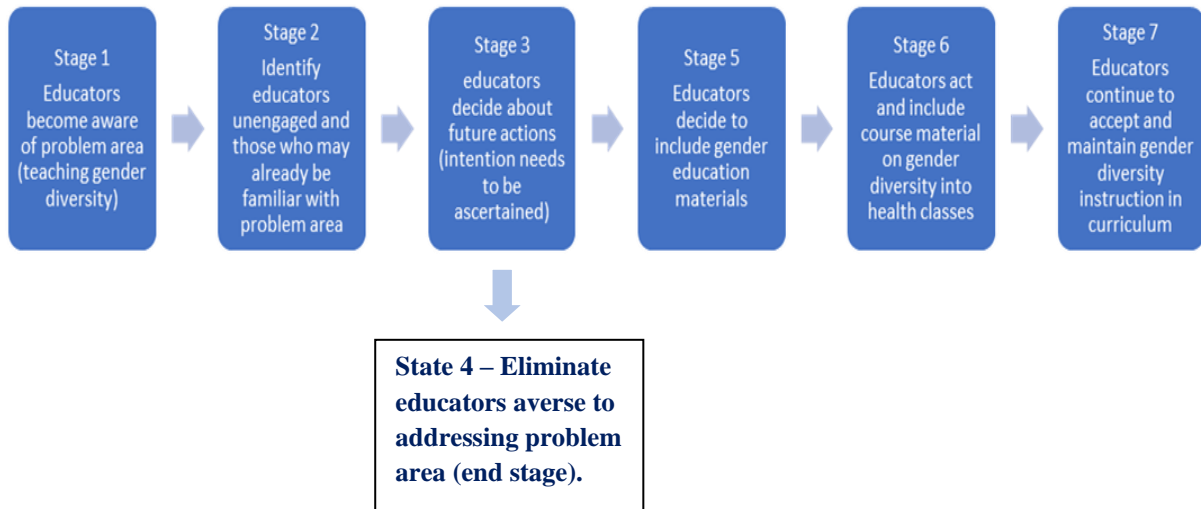 Stage 1
Educators
become aware
of problem area
(teaching gender
diversity)
Stage 2
Identify
educators
unengaged and
those who may
already be
familiar with
problem area
Stage 3
educators
decide about
future actions
(intention needs
to be
ascertained)
Stage 5
Educators
decide to
include gender
education
materials
Stage 6
Educators act
and include
course material
on gender
diversity into
health classes
Stage 7
Educators
continue to
accept and
maintain gender
diversity
instruction in
curriculum
State 4 – Eliminate
educators averse to
addressing problem
area (end stage).